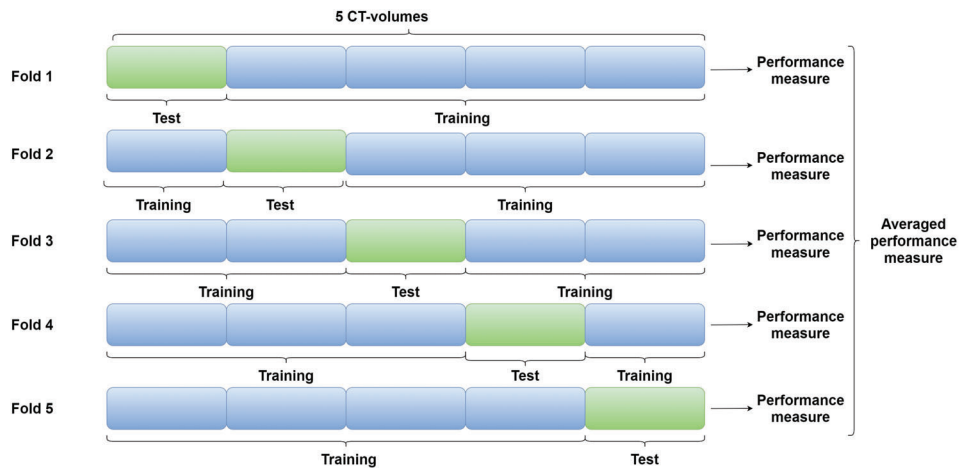 5 CT-volumes
Fold 1
Performance
measure
Test
Training
Fold 2
Performance
measure
Training
Test
Training
Fold 3
Performance
measure
Averaged
performance
measure
Training
Test
Training
Fold 4
Performance
measure
Training
Test
Training
Fold 5
Performance
measure
Training
Test